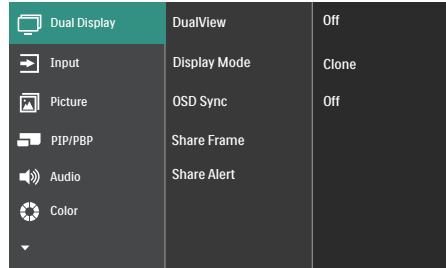 Dual Display
Input
Picture
PIP/PBP
Audio
Color
DualView
Display Mode
OSD Sync
Share Frame
Share Alert
Off
Clone
Off